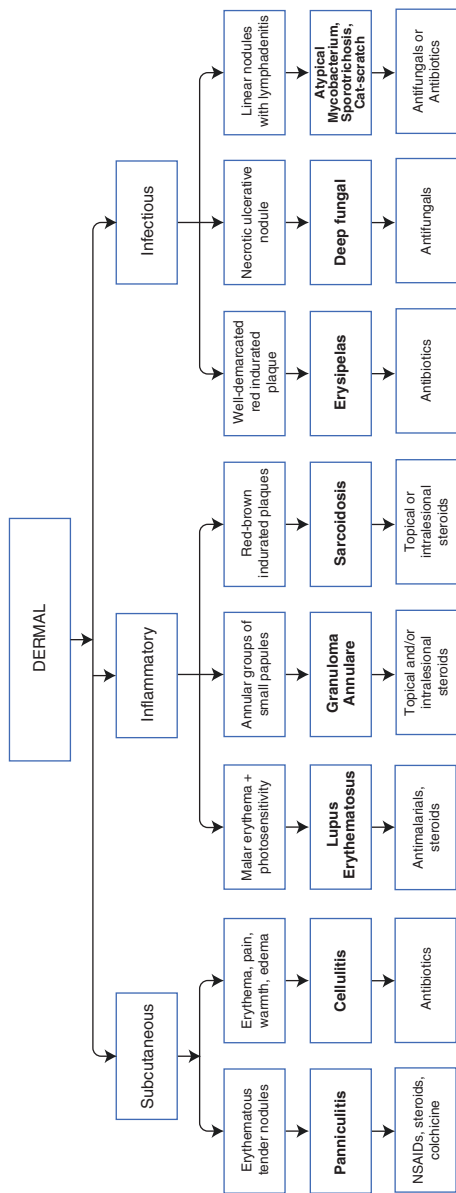 DERMAL
Subcutaneous
Inflammatory
Infectious
Erythematous
tender nodules
Erythema, pain,
warmth, edema
Malar erythema +
photosensitivity
Annular groups of
small papules
Red-brown
indurated plaques
Well-demarcated
red indurated
plaque
Necrotic ulcerative
nodule
Linear nodules
with lymphadenitis
Panniculitis
Cellulitis
Lupus
Erythematosus
Granuloma
Annulare
Sarcoidosis
Erysipelas
Deep fungal
Atypical
Mycobacterium,
Sporotrichosis,
Cat-scratch
NSAIDs, steroids,
colchicine
Antibiotics
Antimalarials,
steroids
Topical and/or
intralesional
steroids
Topical or
intralesional
steroids
Antibiotics
Antifungals
Antifungals or
Antibiotics